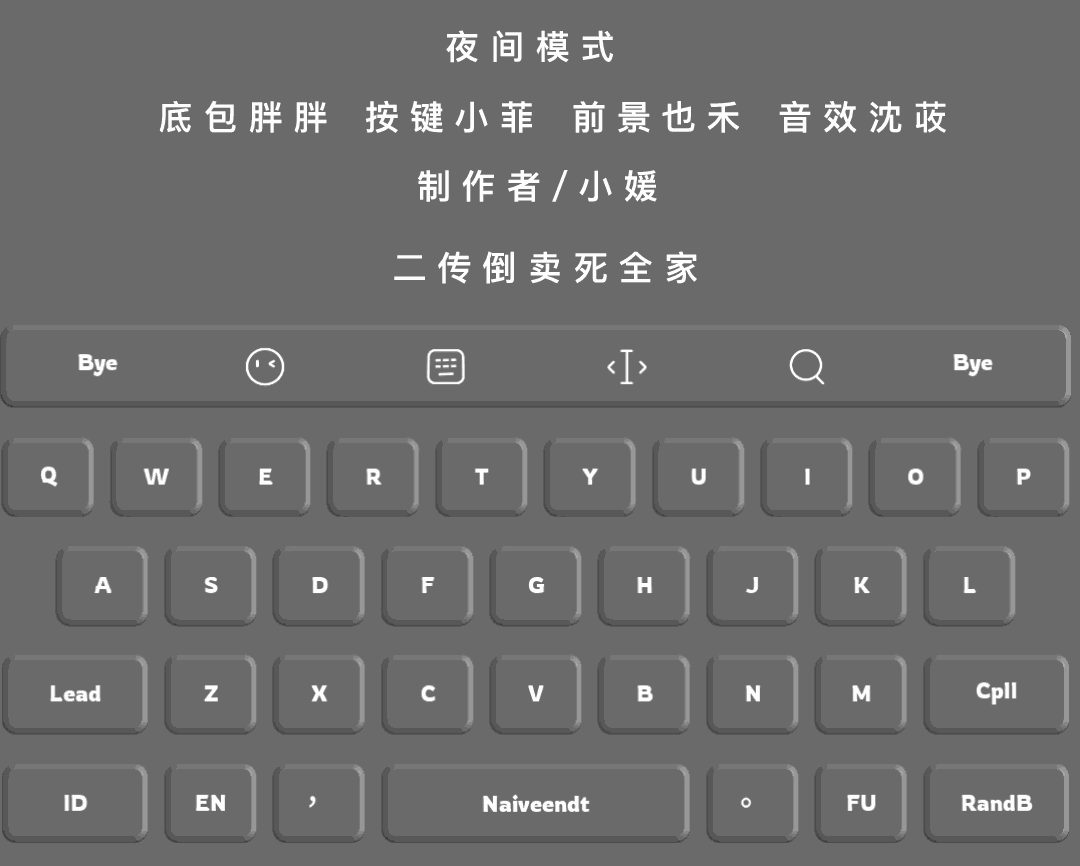 夜间模式
底包胖胖 按键小菲 前景也禾 音效沈荍
制作者/小媛
二传倒卖死全家
Bye Bye
Q W E R T Y U I O P
A S D F G H J K L
Lead Z X C V B N M Cpll
ID EN , Naiveendt 。 FU RandB